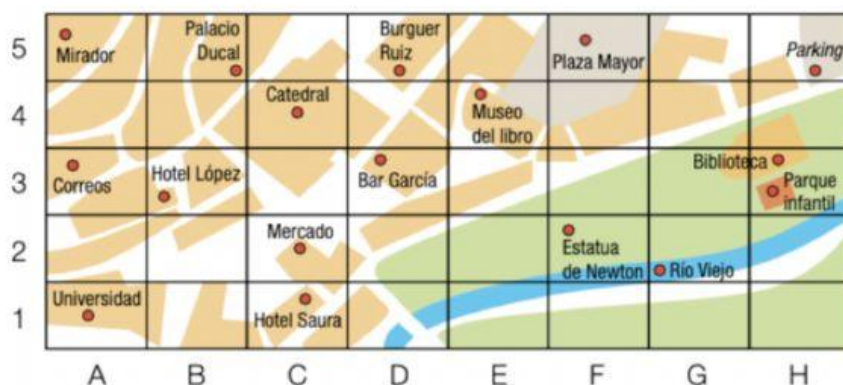 5
Mirador
Palacio
Ducal
Burguer
Ruiz
Plaza Mayor
Parking
4
Catedral
Museo
del libro
3
Correos
Hotel López
Bar García
Biblioteca
Parque
infantil
2
Mercado
Estatua
de Newton
Río Viejo
1
Universidad
Hotel Saura
A B C D E F G H